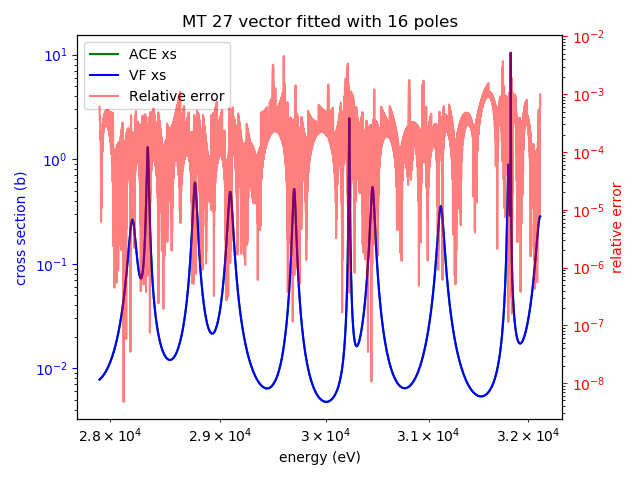 MT 27 vector fitted with 16 poles
ACE xs
VF xs
Relative error
cross section (b)
10¹
10⁰
10⁻¹
10⁻²
10⁻²
10⁻³
10⁻⁴
10⁻⁵
10⁻⁶
10⁻⁷
10⁻⁸
relative error
2.8 × 10⁴ 2.9 × 10⁴ 3 × 10⁴ 3.1 × 10⁴ 3.2 × 10⁴
energy (eV)